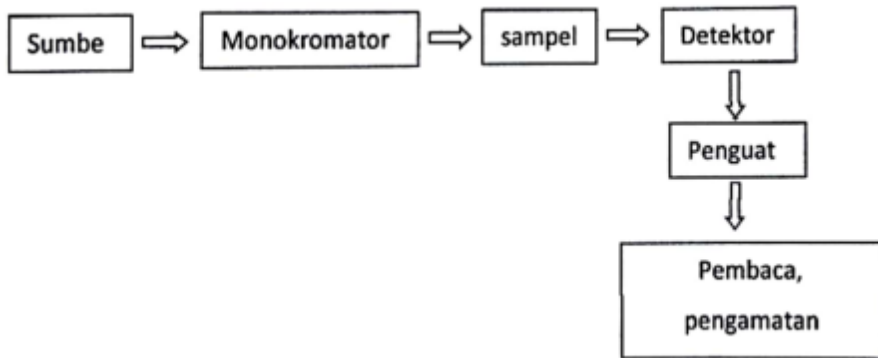 Sumbe
Monokromator
sampel
Detektor
Penguat
Pembaca,
pengamatan